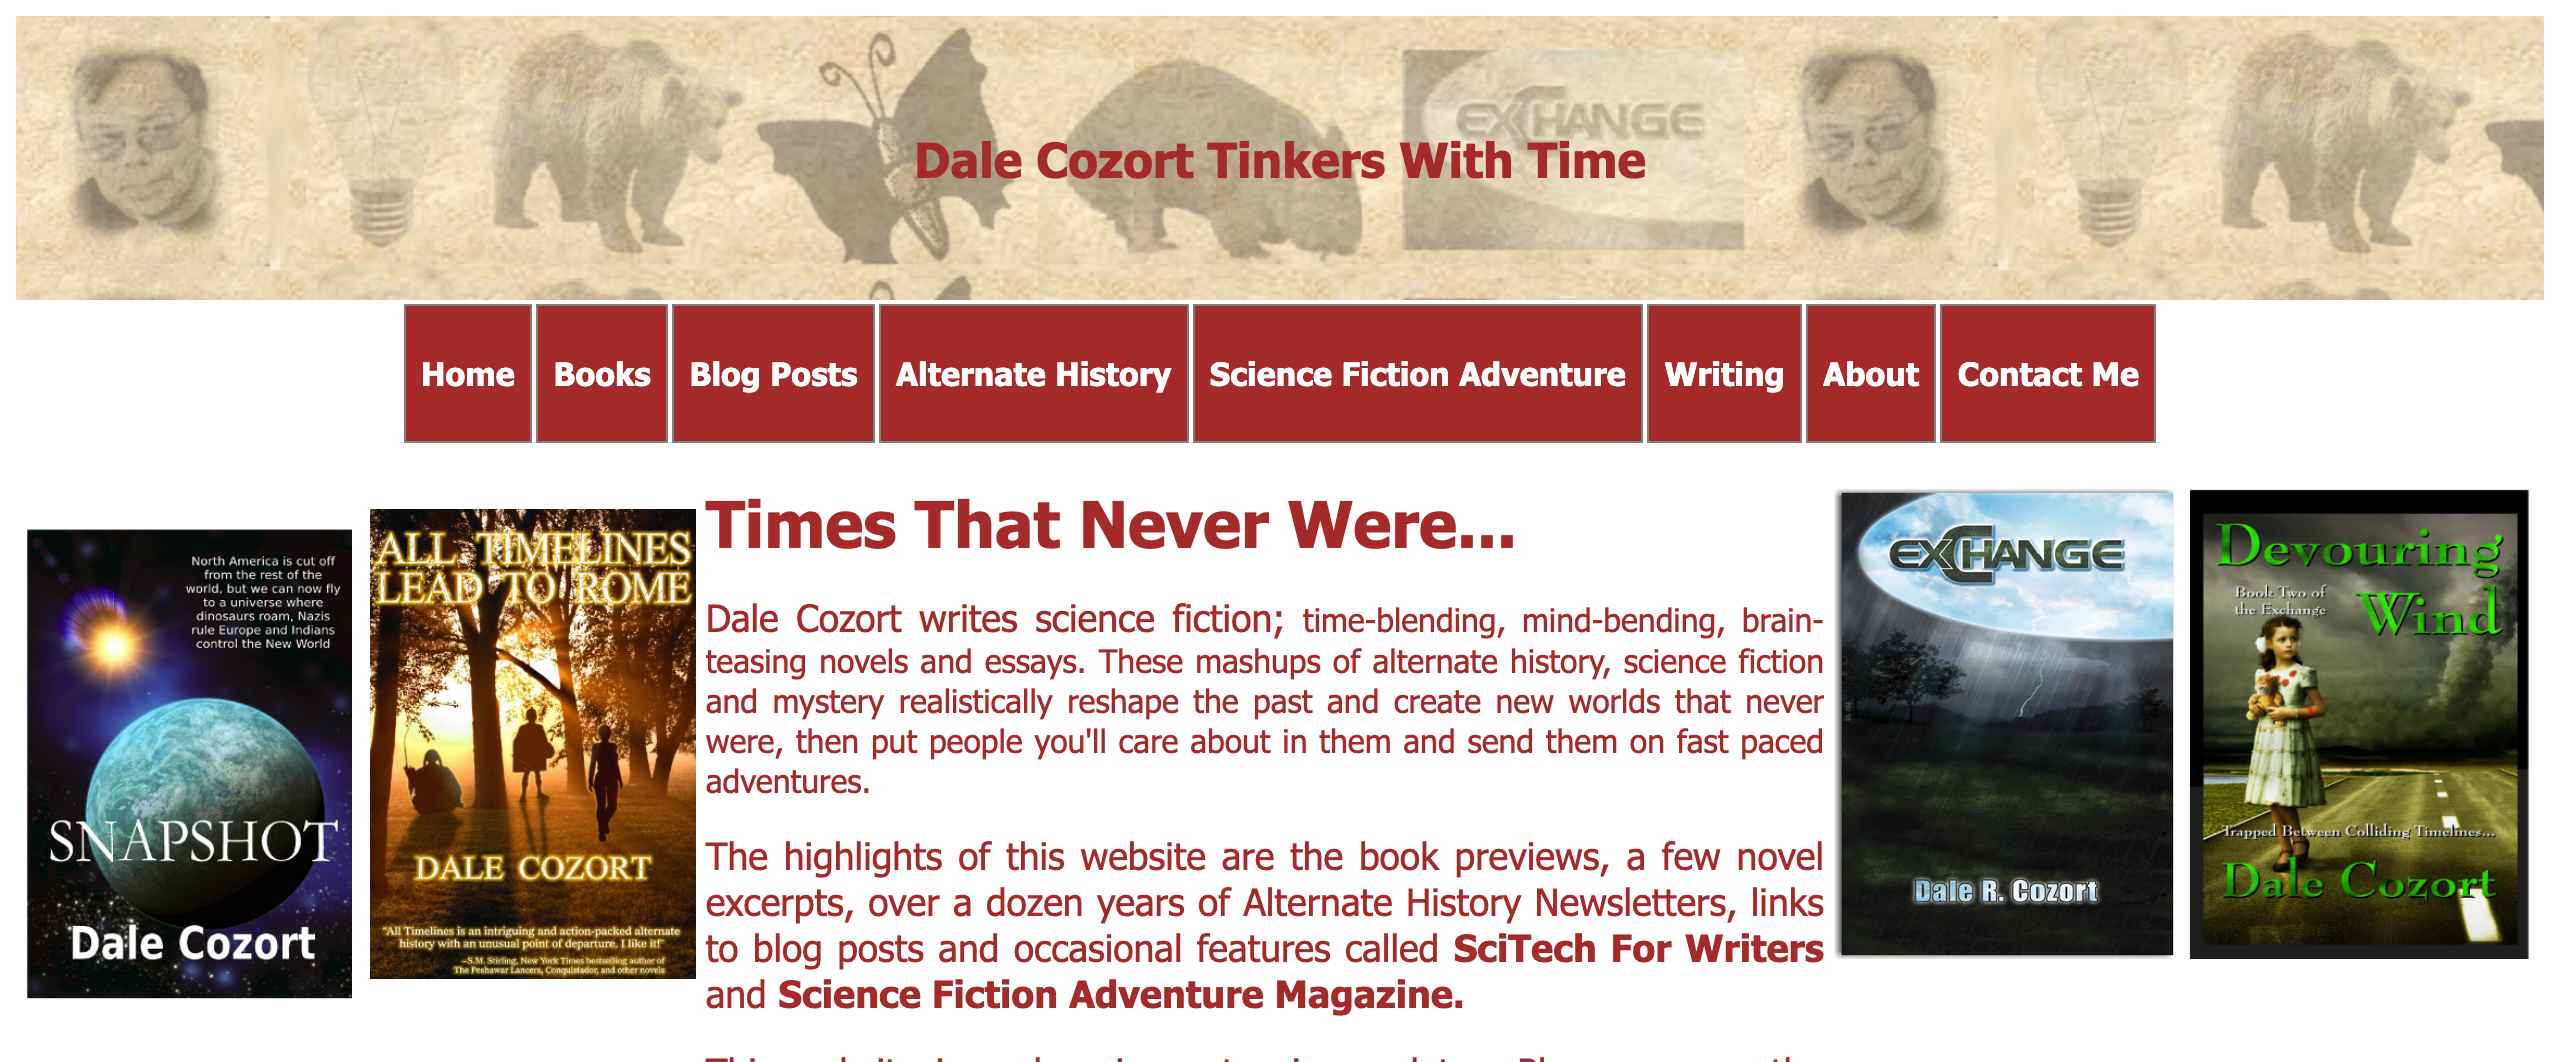 EXCHANGE
Dale Cozort Tinkers With Time
Home Books Blog Posts Alternate History Science Fiction Adventure Writing About Contact Me
North America is cut off
from the rest of the
world, but we can now fly
to a universe where
dinosaurs roam, Nazis
rule Europe and Indians
control the New World
SNAPSHOT
Dale Cozort
ALL TIMELINES
LEAD TO ROME
DALE COZORT
"All Timelines is an intriguing and action-packed alternate
history with an unusual point of departure. I like it!"
--S.M. Stirling, New York Times bestselling author of
The Peshawar Lancers, Conquistador, and other novels
Times That Never Were...
Dale Cozort writes science fiction; time-blending, mind-bending, brain-
teasing novels and essays. These mashups of alternate history, science fiction
and mystery realistically reshape the past and create new worlds that never
were, then put people you'll care about in them and send them on fast paced
adventures.
The highlights of this website are the book previews, a few novel
excerpts, over a dozen years of Alternate History Newsletters, links
to blog posts and occasional features called SciTech For Writers
and Science Fiction Adventure Magazine.
EXCHANGE
Dale R. Cozort
Devouring
Book Two of
the Exchange
Wind
Trapped Between Colliding Timelines...
Dale Cozort